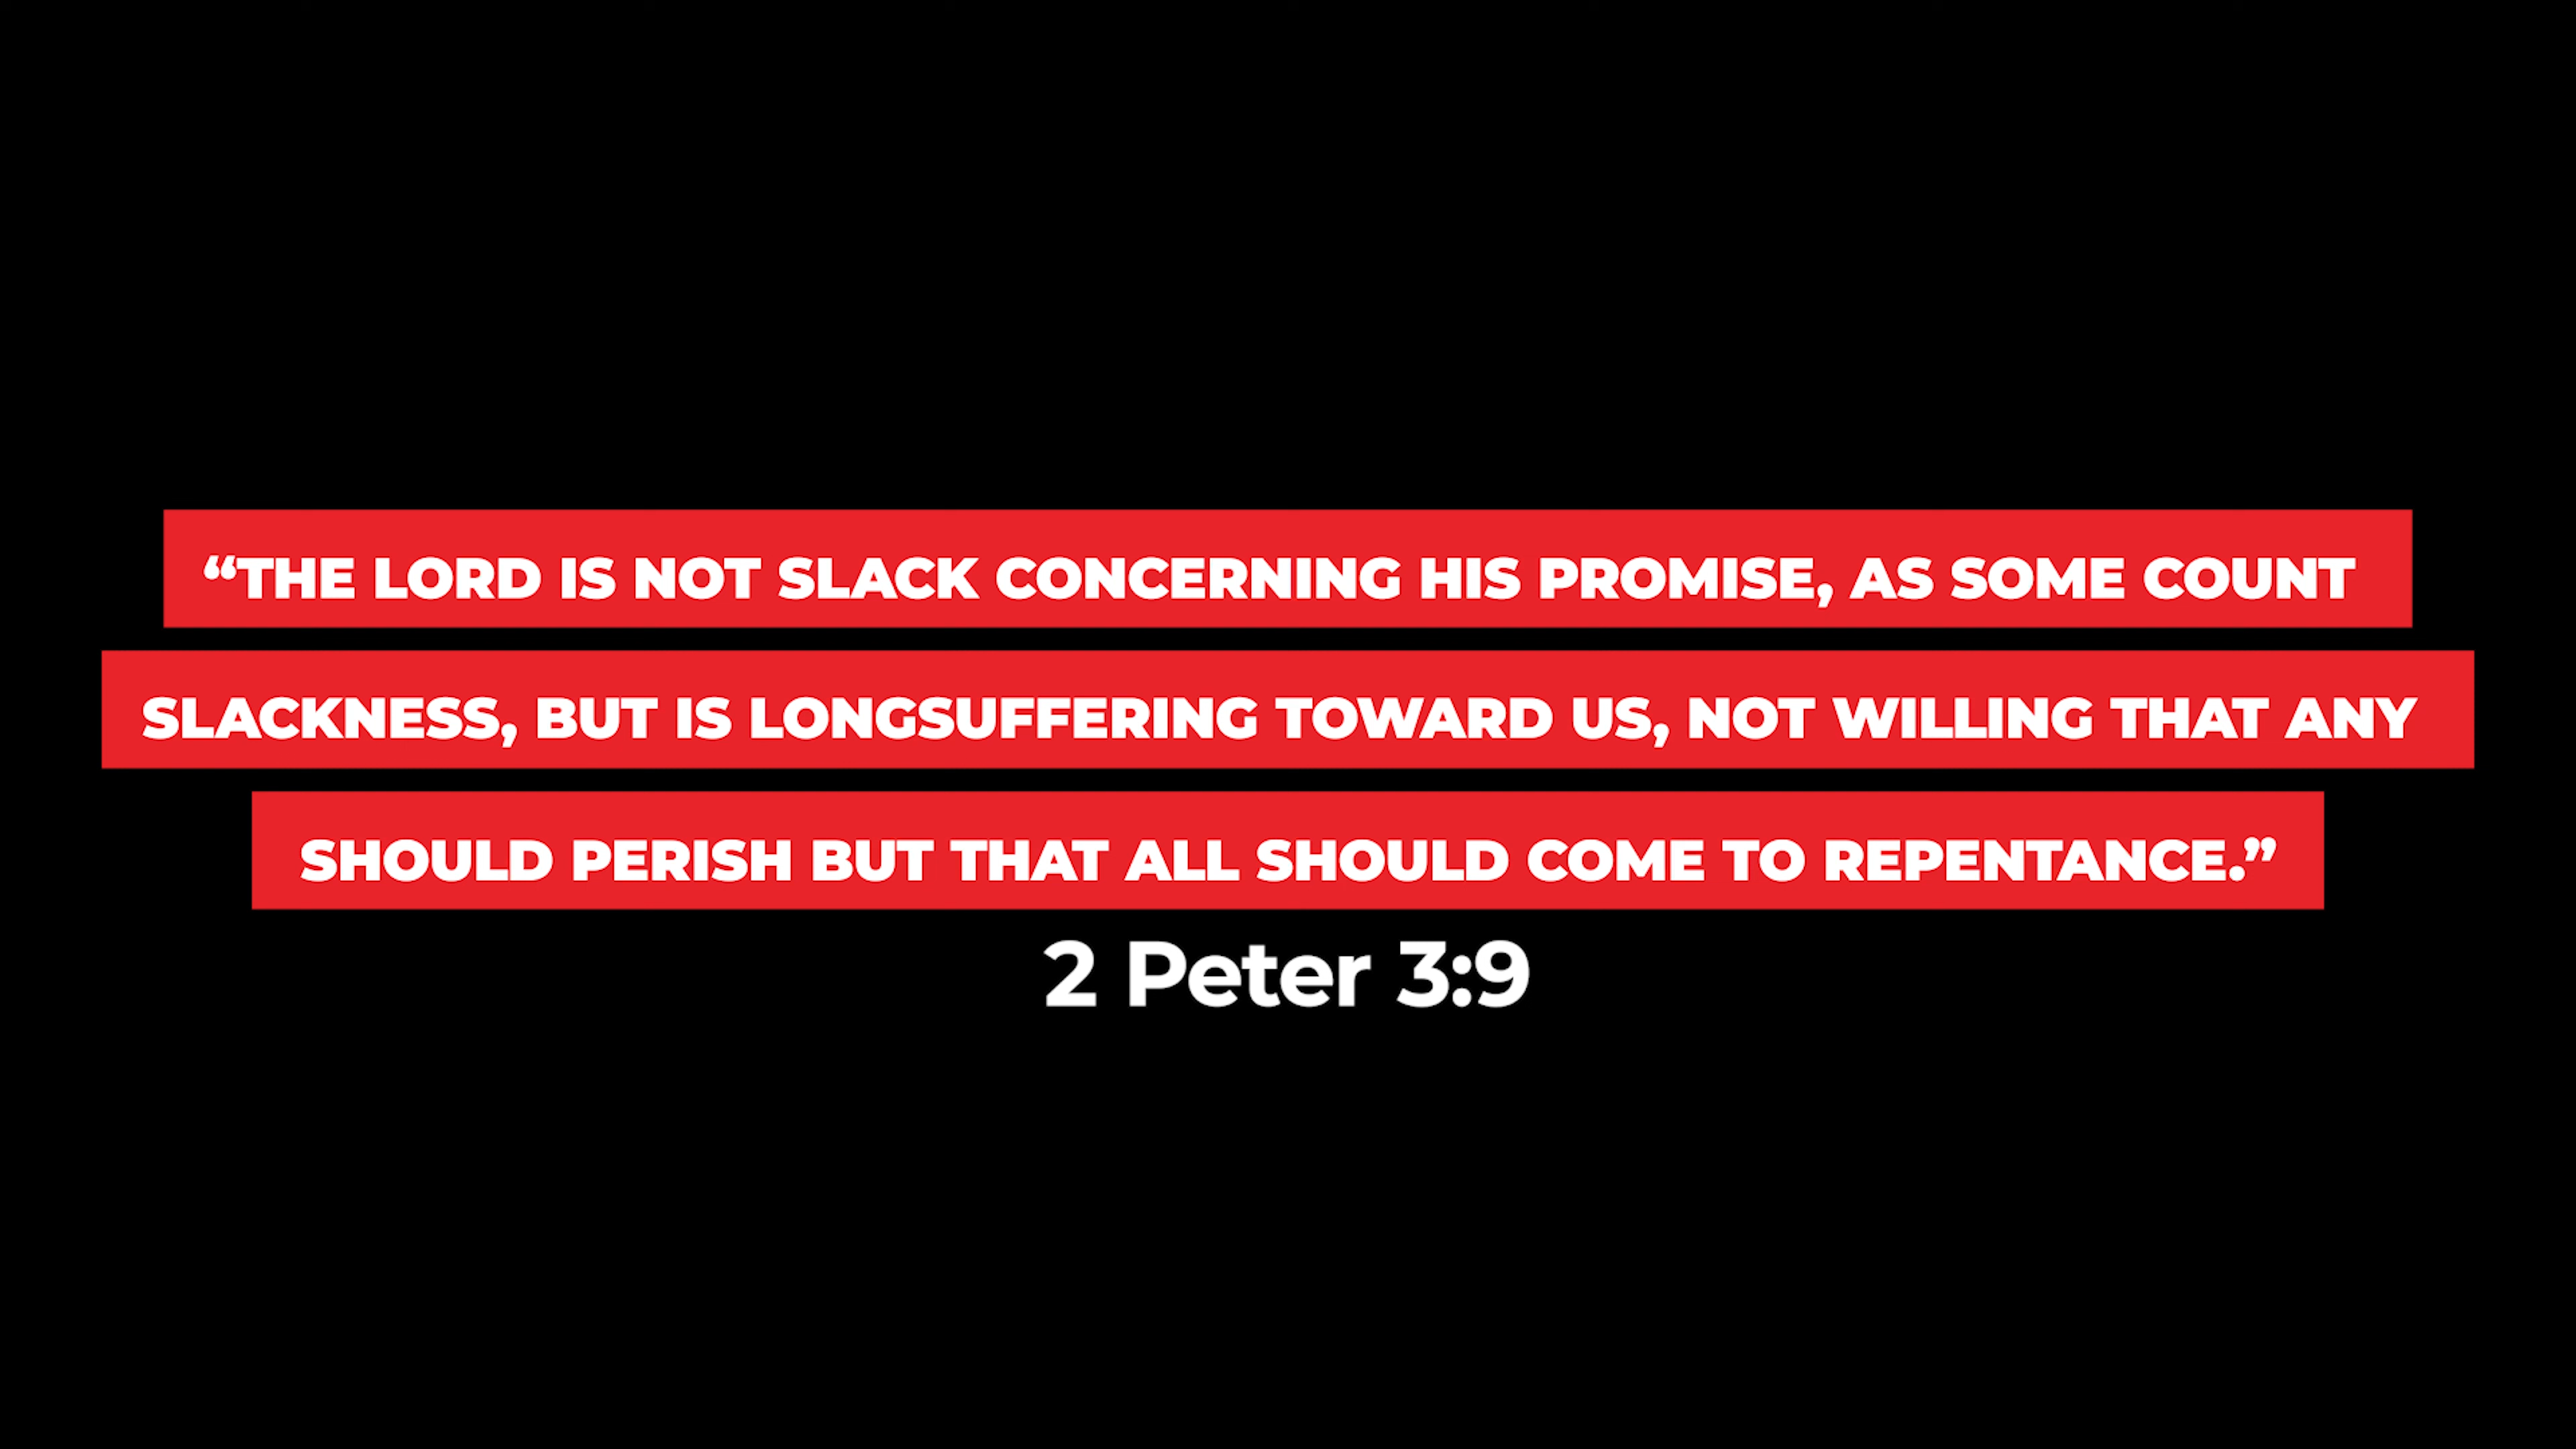 “THE LORD IS NOT SLACK CONCERNING HIS PROMISE, AS SOME COUNT
SLACKNESS, BUT IS LONGSUFFERING TOWARD US, NOT WILLING THAT ANY
SHOULD PERISH BUT THAT ALL SHOULD COME TO REPENTANCE.”
2 Peter 3:9